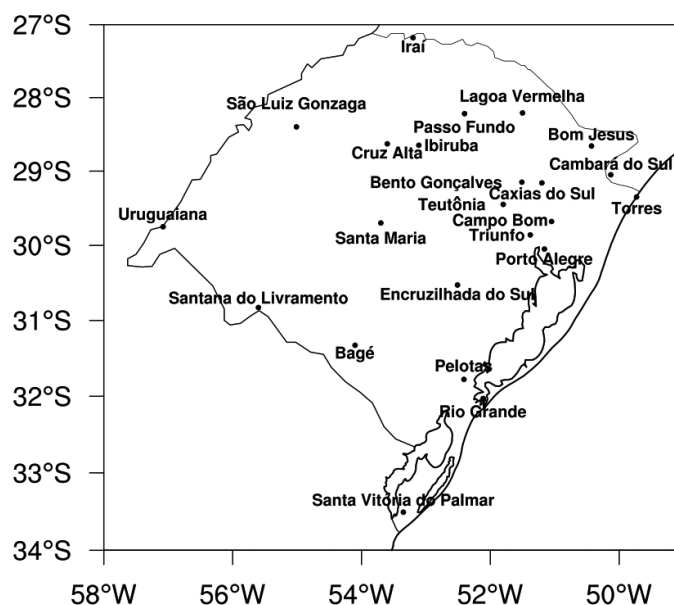 27°S
Iraí
28°S
São Luiz Gonzaga
Lagoa Vermelha
Passo Fundo
Bom Jesus
Cruz Alta
Ibiruba
29°S
Cambará do Sul
Bento Gonçalves
Caxias do Sul
Teutônia
Torres
Uruguaiana
Campo Bom
Santa Maria
Triunfo
30°S
Porto Alegre
Santana do Livramento
Encruzilhada do Sul
31°S
Bagé
Pelotas
32°S
Rio Grande
33°S
Santa Vitória do Palmar
34°S
58°W 56°W 54°W 52°W 50°W